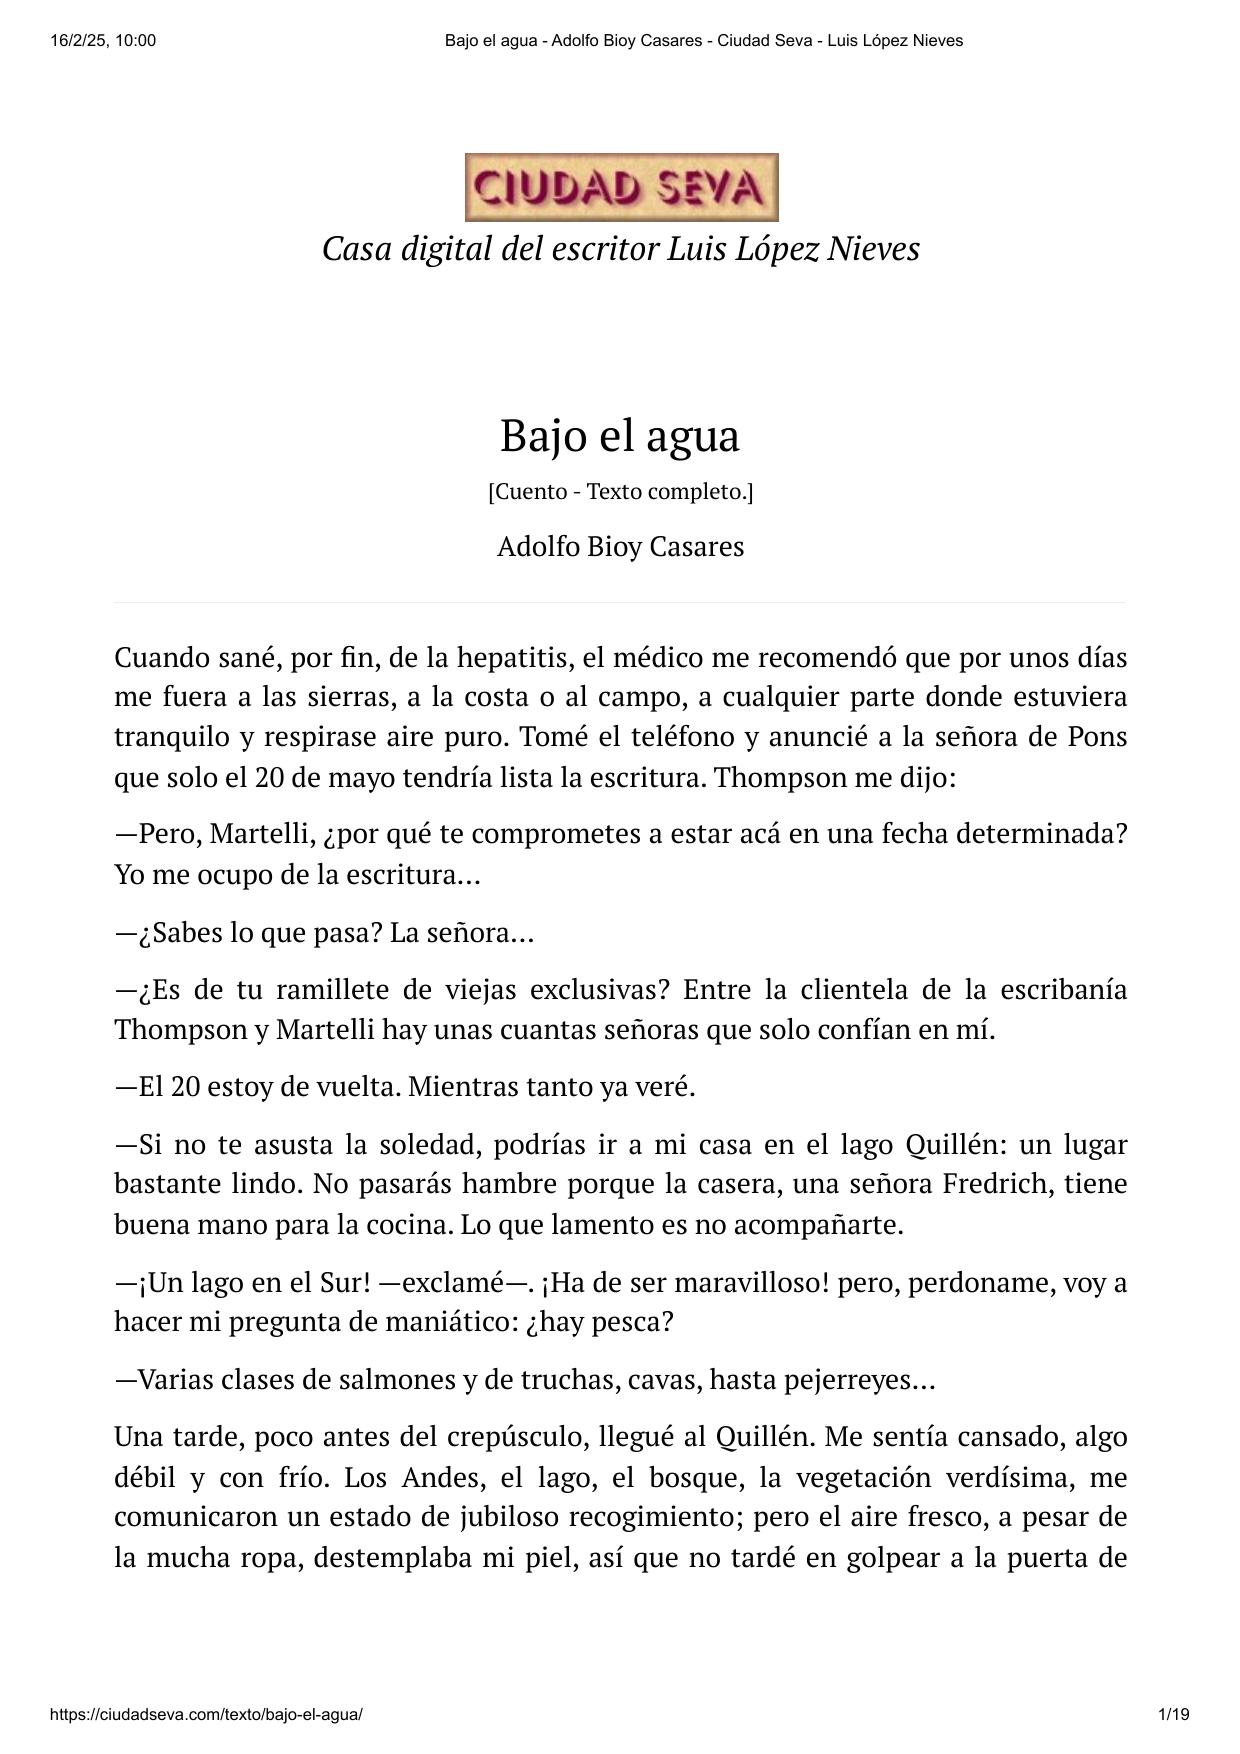 16/2/25, 10:00
Bajo el agua - Adolfo Bioy Casares - Ciudad Seva - Luis López Nieves
CIUDAD SEVA
Casa digital del escritor Luis López Nieves
Bajo el agua
[Cuento - Texto completo.]
Adolfo Bioy Casares
Cuando sané, por fin, de la hepatitis, el médico me recomendó que por unos días
me fuera a las sierras, a la costa o al campo, a cualquier parte donde estuviera
tranquilo y respirase aire puro. Tomé el teléfono y anuncié a la señora de Pons
que solo el 20 de mayo tendría lista la escritura. Thompson me dijo:
—Pero, Martelli, ¿por qué te comprometes a estar acá en una fecha determinada?
Yo me ocupo de la escritura…
—¿Sabes lo que pasa? La señora…
—¿Es de tu ramillete de viejas exclusivas? Entre la clientela de la escribanía
Thompson y Martelli hay unas cuantas señoras que solo confían en mí.
—El 20 estoy de vuelta. Mientras tanto ya veré.
—Si no te asusta la soledad, podrías ir a mi casa en el lago Quillén: un lugar
bastante lindo. No pasarás hambre porque la casera, una señora Fredrich, tiene
buena mano para la cocina. Lo que lamento es no acompañarte.
—¡Un lago en el Sur! —exclamé—. ¡Ha de ser maravilloso! pero, perdoname, voy a
hacer mi pregunta de maniático: ¿hay pesca?
—Varias clases de salmones y de truchas, cavas, hasta pejerreyes…
Una tarde, poco antes del crepúsculo, llegué al Quillén. Me sentía cansado, algo
débil y con frío. Los Andes, el lago, el bosque, la vegetación verdísima, me
comunicaron un estado de jubiloso recogimiento; pero el aire fresco, a pesar de
la mucha ropa, destemplaba mi piel, así que no tardé en golpear a la puerta de
https://ciudadseva.com/texto/bajo-el-agua/
1/19